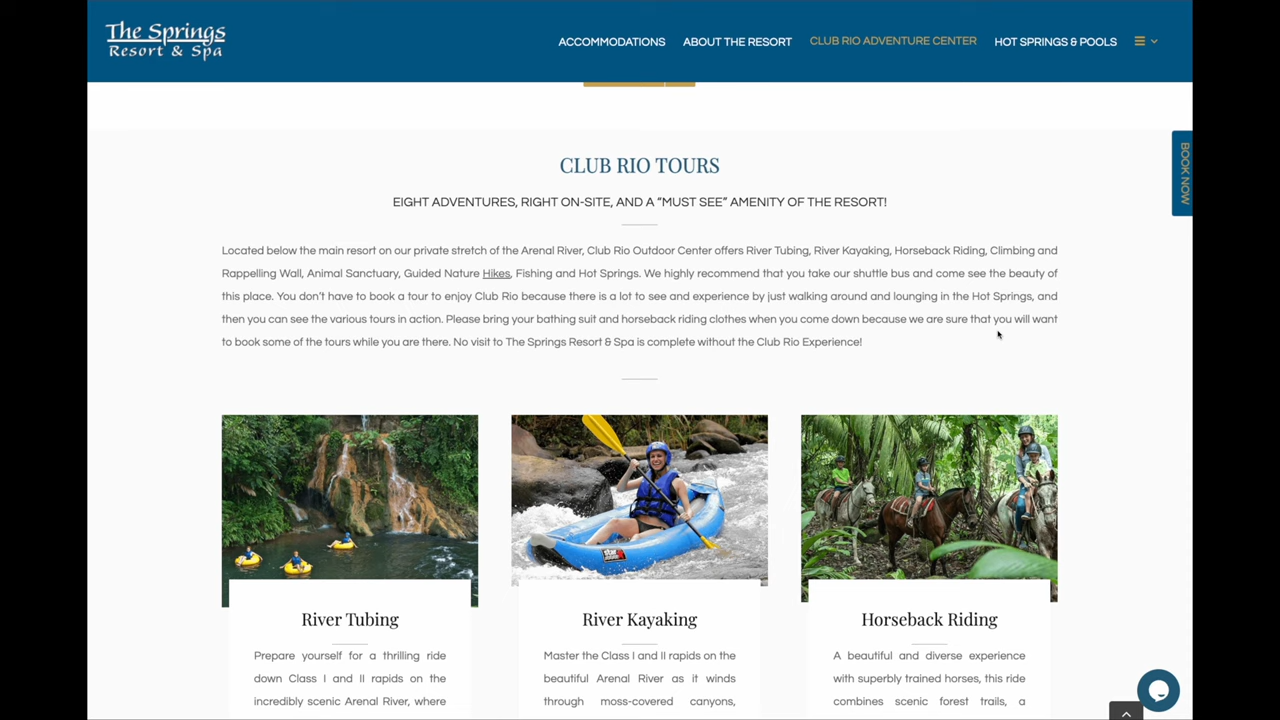 The Springs
Resort & Spa
ACCOMMODATIONS ABOUT THE RESORT CLUB RIO ADVENTURE CENTER HOT SPRINGS & POOLS
BOOK NOW
CLUB RIO TOURS
EIGHT ADVENTURES, RIGHT ON-SITE, AND A “MUST SEE” AMENITY OF THE RESORT!
Located below the main resort on our private stretch of the Arenal River, Club Rio Outdoor Center offers River Tubing, River Kayaking, Horseback Riding, Climbing and
Rappelling Wall, Animal Sanctuary, Guided Nature Hikes, Fishing and Hot Springs. We highly recommend that you take our shuttle bus and come see the beauty of
this place. You don’t have to book a tour to enjoy Club Rio because there is a lot to see and experience by just walking around and lounging in the Hot Springs, and
then you can see the various tours in action. Please bring your bathing suit and horseback riding clothes when you come down because we are sure that you will want
to book some of the tours while you are there. No visit to The Springs Resort & Spa is complete without the Club Rio Experience!
River Tubing
Prepare yourself for a thrilling ride
down Class I and II rapids on the
incredibly scenic Arenal River, where
River Kayaking
Master the Class I and II rapids on the
beautiful Arenal River as it winds
through moss-covered canyons,
Horseback Riding
A beautiful and diverse experience
with superbly trained horses, this ride
combines scenic forest trails, a